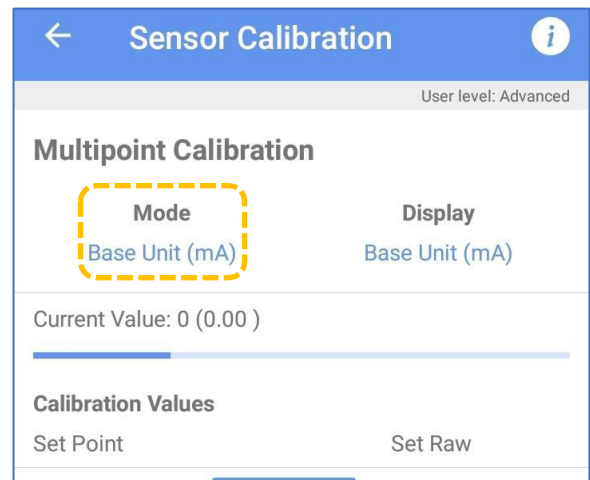 Sensor Calibration
i
User level: Advanced
Multipoint Calibration
Mode Display
Base Unit (mA) Base Unit (mA)
Current Value: 0 (0.00 )
Calibration Values
Set Point Set Raw